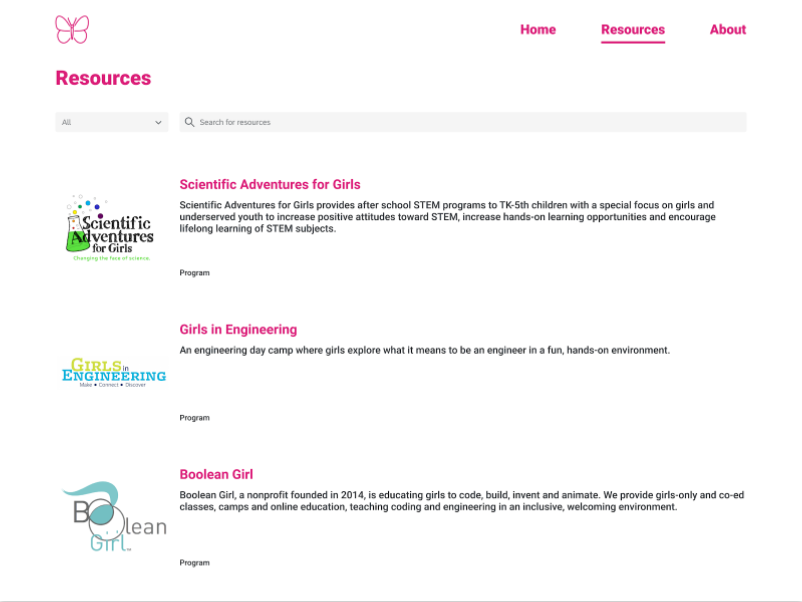 Home
Resources
About
Resources
All
Search for resources
Scientific Adventures for Girls
Scientific Adventures for Girls provides after school STEM programs to TK-5th children with a special focus on girls and
underserved youth to increase positive attitudes toward STEM, increase hands-on learning opportunities and encourage
lifelong learning of STEM subjects.
Scientific
Adventures
for Girls
Changing the face of science.
Program
Girls in Engineering
An engineering day camp where girls explore what it means to be an engineer in a fun, hands-on environment.
GIRLS in
ENGINEERING
Make • Connect • Discover
Program
Boolean Girl
Boolean Girl, a nonprofit founded in 2014, is educating girls to code, build, invent and animate. We provide girls-only and co-ed
classes, camps and online education, teaching coding and engineering in an inclusive, welcoming environment.
Boolean
Girl
Program